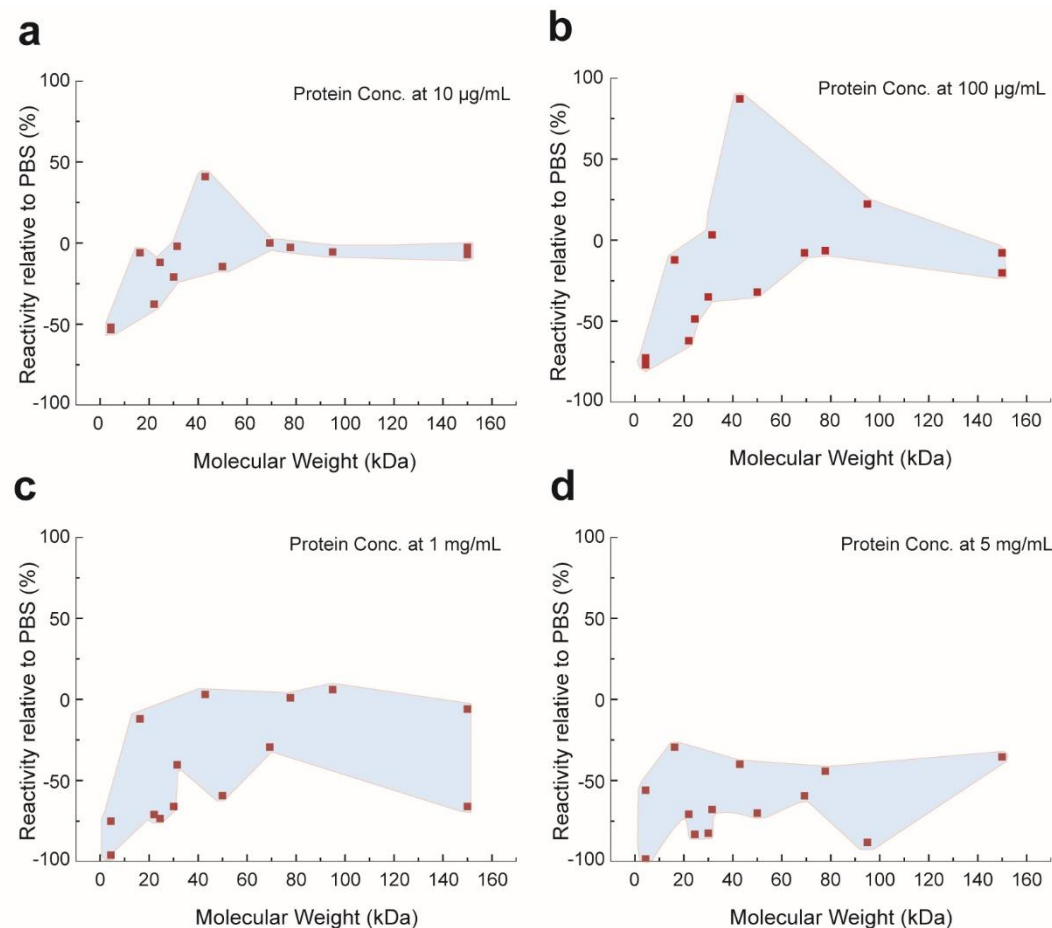 a
Protein Conc. at 10 µg/mL
Reactivity relative to PBS (%)
100
50
0
-50
-100
0 20 40 60 80 100 120 140 160
Molecular Weight (kDa)
b
Protein Conc. at 100 µg/mL
Reactivity relative to PBS (%)
100
50
0
-50
-100
0 20 40 60 80 100 120 140 160
Molecular Weight (kDa)
c
Protein Conc. at 1 mg/mL
Reactivity relative to PBS (%)
100
50
0
-50
-100
0 20 40 60 80 100 120 140 160
Molecular Weight (kDa)
d
Protein Conc. at 5 mg/mL
Reactivity relative to PBS (%)
100
50
0
-50
-100
0 20 40 60 80 100 120 140 160
Molecular Weight (kDa)